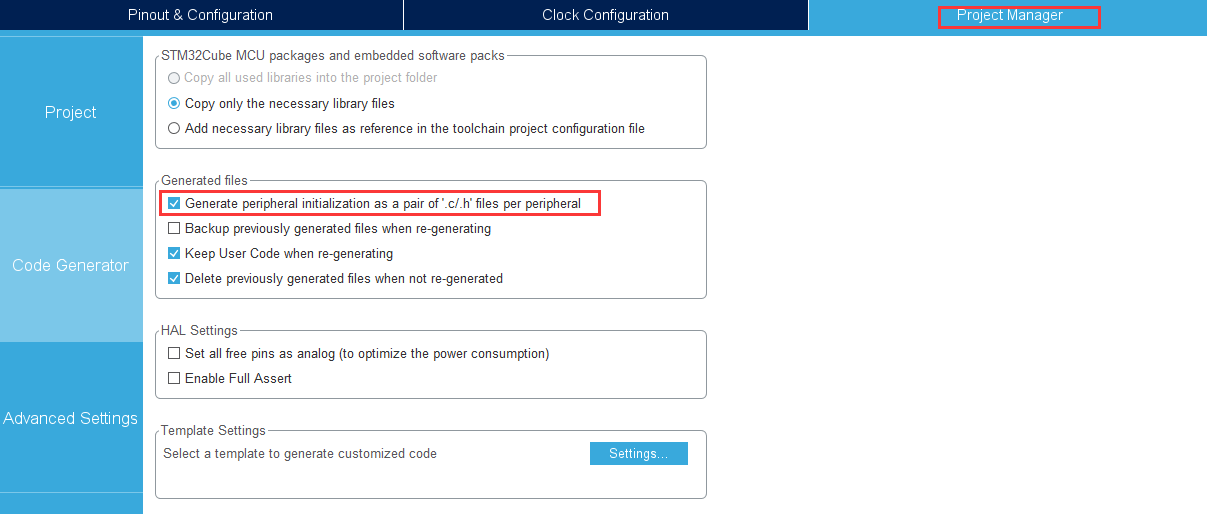 Pinout & Configuration
Clock Configuration
Project Manager
Project
Code Generator
Advanced Settings
STM32Cube MCU packages and embedded software packs
Copy all used libraries into the project folder
Copy only the necessary library files
Add necessary library files as reference in the toolchain project configuration file
Generated files
Generate peripheral initialization as a pair of '.c/.h' files per peripheral
Backup previously generated files when re-generating
Keep User Code when re-generating
Delete previously generated files when not re-generated
HAL Settings
Set all free pins as analog (to optimize the power consumption)
Enable Full Assert
Template Settings
Select a template to generate customized code
Settings...